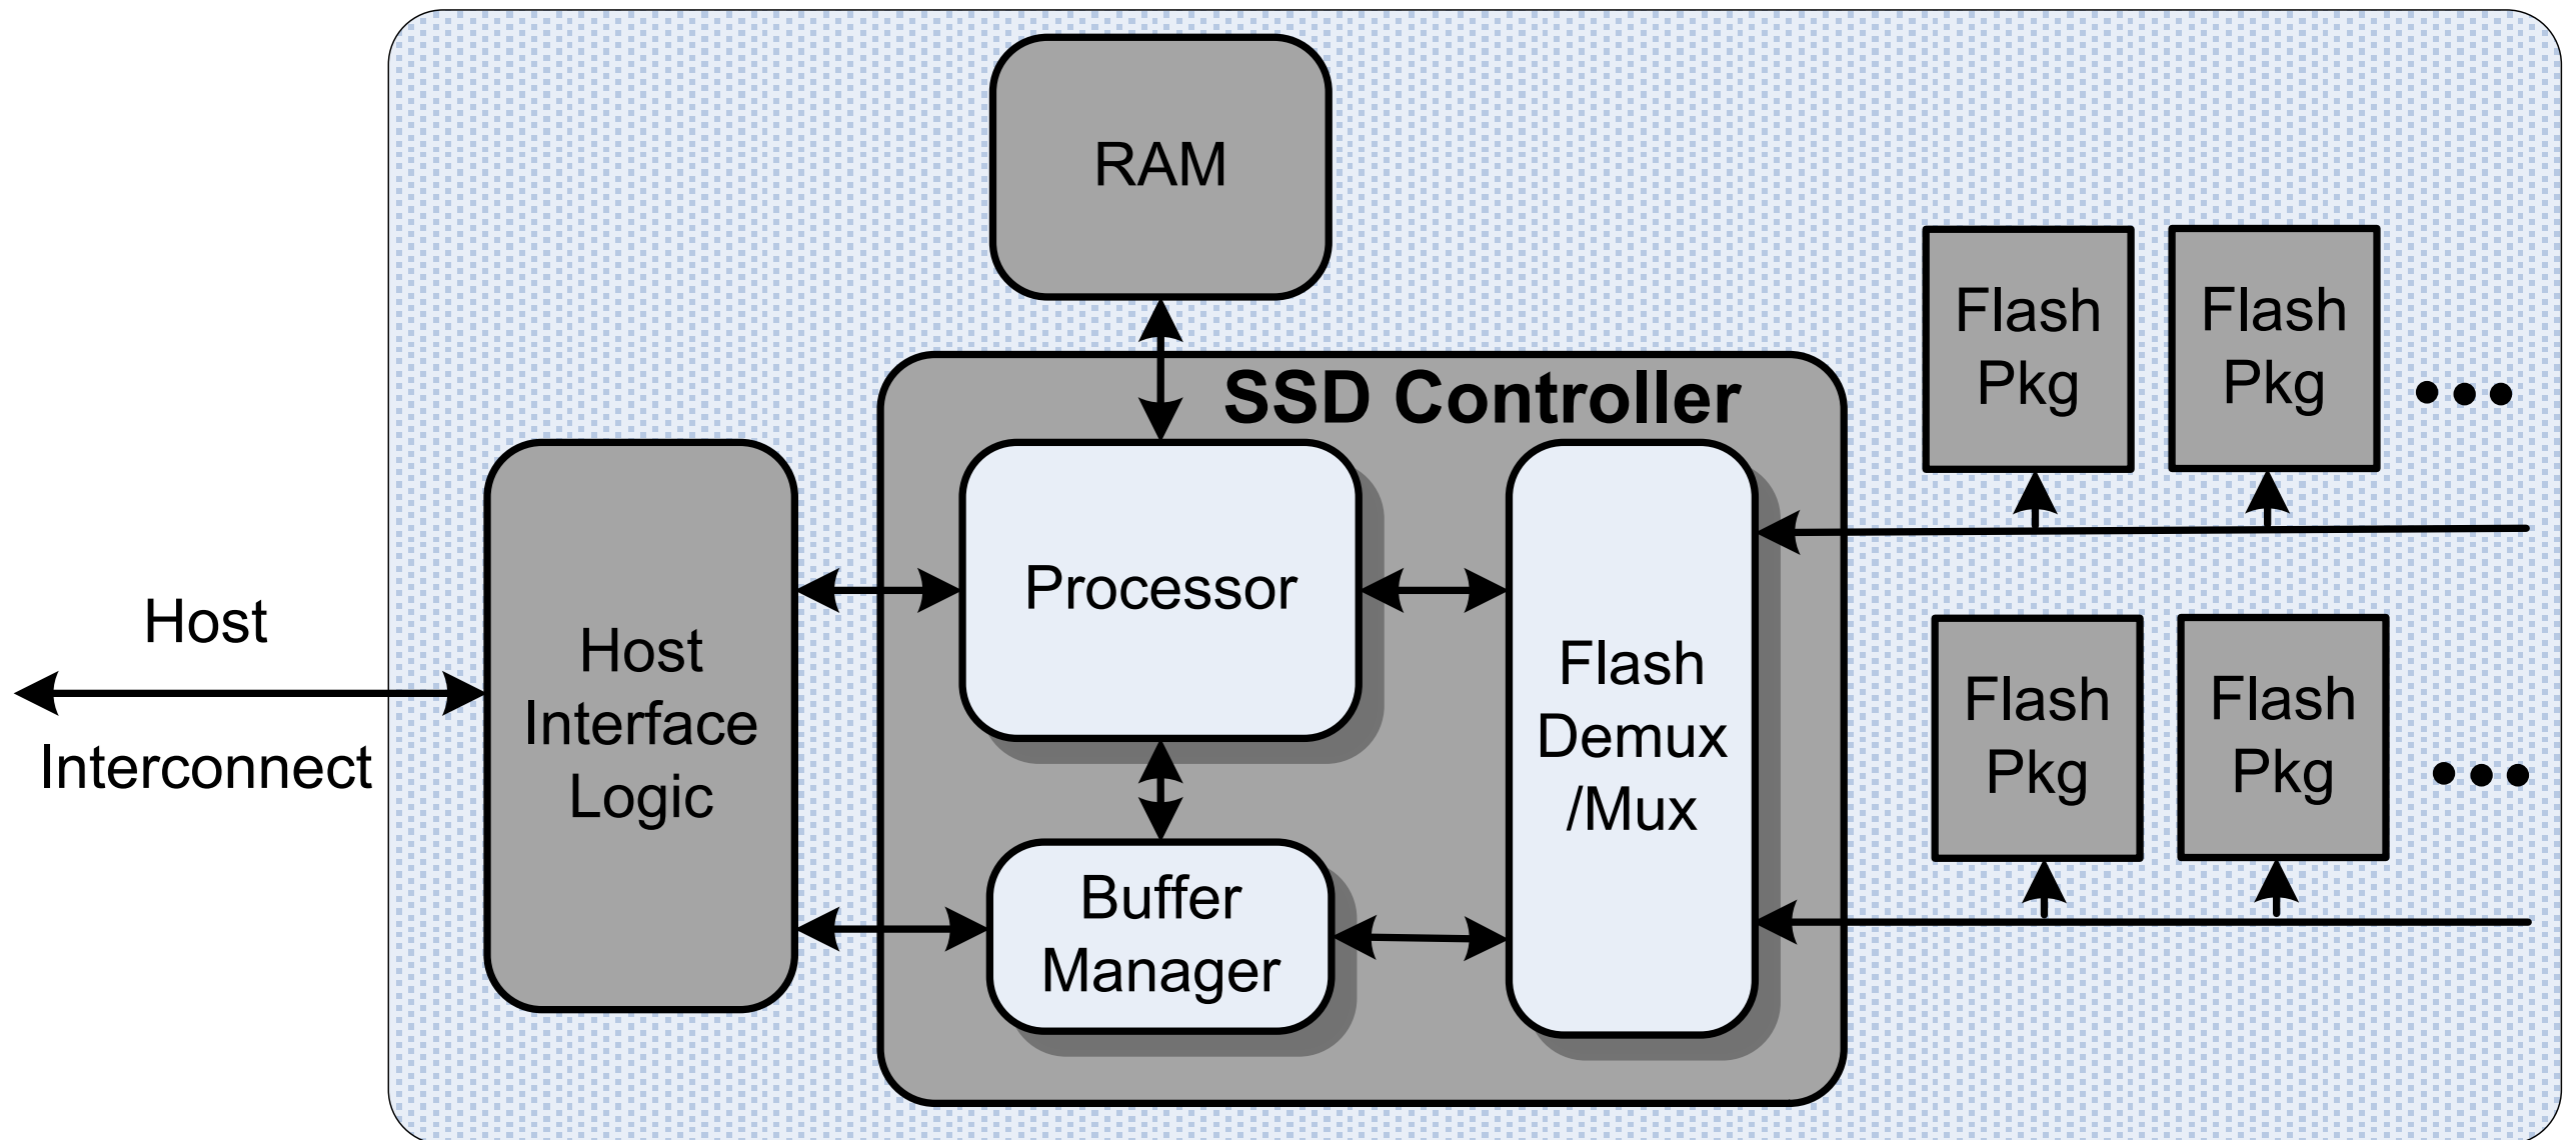 RAM
SSD Controller
Flash
Pkg
Flash
Pkg
Host
Interconnect
Host
Interface
Logic
Processor
Buffer
Manager
Flash
Demux
/Mux
Flash
Pkg
Flash
Pkg